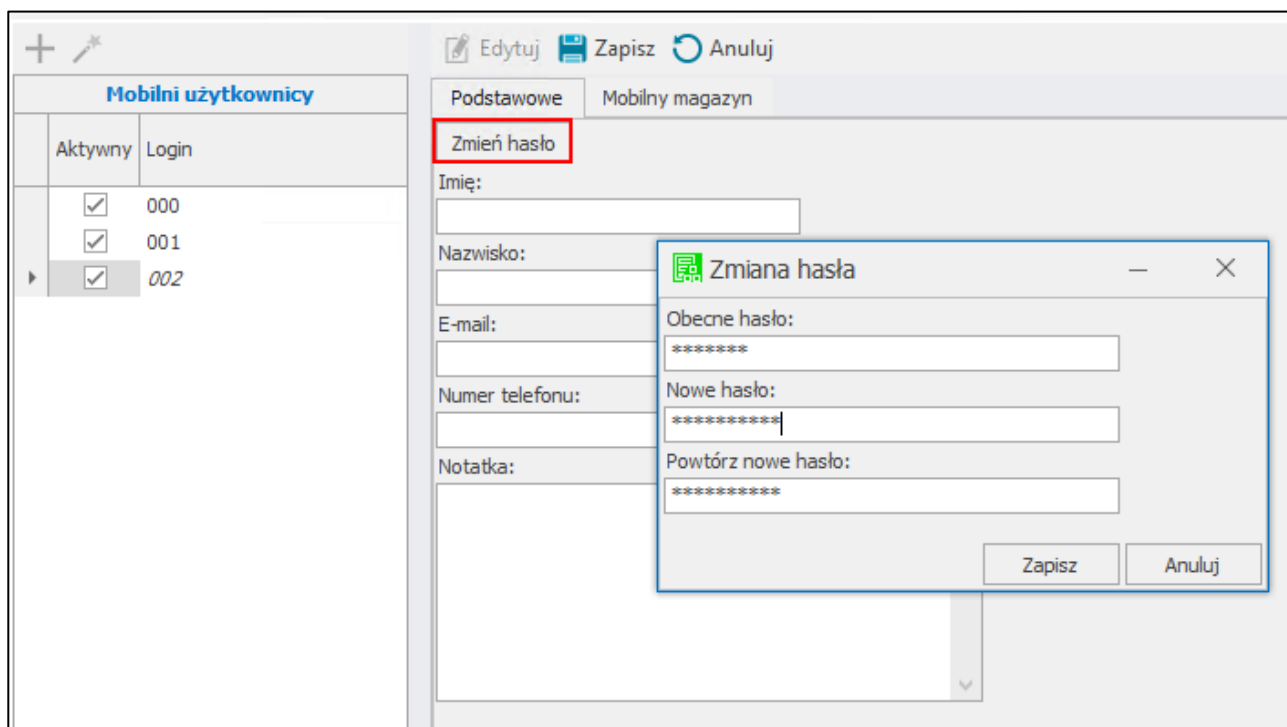 Edytuj Zapisz Anuluj
Mobilni użytkownicy
Podstawowe Mobilny magazyn
Aktywny Login
Zmień hasło
000
001
002
Imię:
Nazwisko:
E-mail:
Numer telefonu:
Notatka:
Zmiana hasła
Obecne hasło:
*******
Nowe hasło:
**********
Powtórz nowe hasło:
**********
Zapisz Anuluj